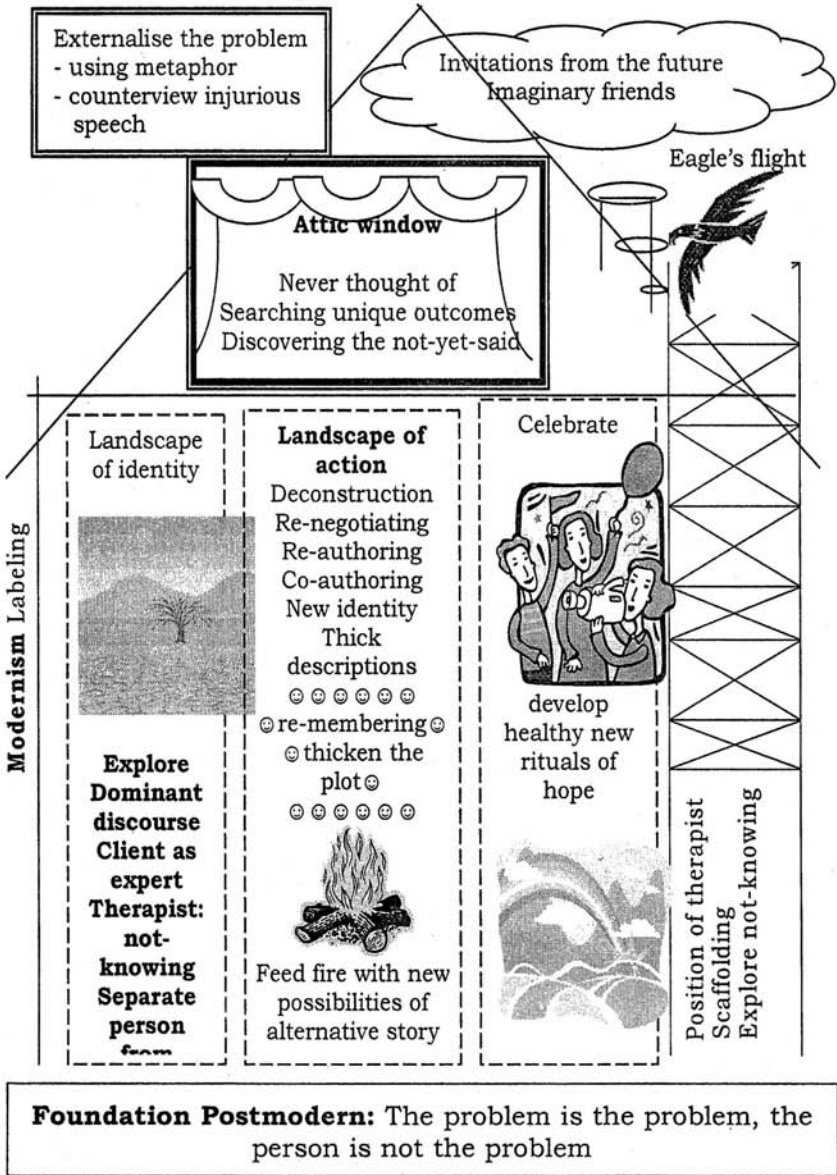 Externalise the problem
- using metaphor
- counterview injurious
speech
Invitations from the future
Imaginary friends
Eagle's flight
Attic window
Never thought of
Searching unique outcomes
Discovering the not-yet-said
Modernism Labeling
Landscape
of identity
Explore
Dominant
discourse
Client as
expert
Therapist:
not-
knowing
Separate
person
from
Landscape of
action
Deconstruction
Re-negotiating
Re-authoring
Co-authoring
New identity
Thick
descriptions
☺☺☺☺☺☺
☺re-membering☺
☺thicken the
plot☺
☺☺☺☺☺☺
Feed fire with new
possibilities of
alternative story
Celebrate
develop
healthy new
rituals of
hope
Position of therapist
Scaffolding
Explore not-knowing
Foundation Postmodern: The problem is the problem, the
person is not the problem